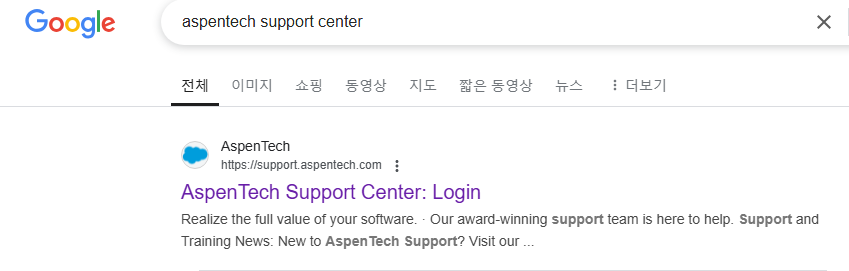 Google
aspentech support center
전체 이미지 쇼핑 동영상 지도 짧은 동영상 뉴스 더보기
AspenTech
https://support.aspentech.com
AspenTech Support Center: Login
Realize the full value of your software. · Our award-winning support team is here to help. Support and
Training News: New to AspenTech Support? Visit our ...